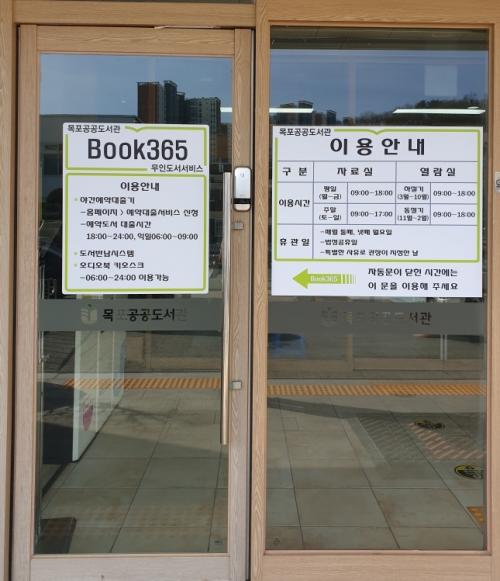 목포공공도서관
Book365
무인도서서비스
이용안내
• 야간예약대출기
-홈페이지 > 예약대출서비스 신청
-예약도서 대출시간
18:00~24:00, 익일06:00~09:00
• 도서반납시스템
• 오디오북 키오스크
-06:00~24:00 이용가능
목포공공도서관
목포공공도서관
이용안내
구 분 자 료 실 열 람 실
이용시간 평일 (월~금) 09:00~18:00 하절기 (3월~10월) 09:00~18:00
주말 (토~일) 09:00~17:00 동절기 (11월~2월) 09:00~18:00
휴 관 일 -매월 둘째, 넷째 월요일
-법정공휴일
-특별한 사유로 관장이 지정한 날
Book365
자동문이 닫힌 시간에는
이 문을 이용해 주세요
목포공공도서관